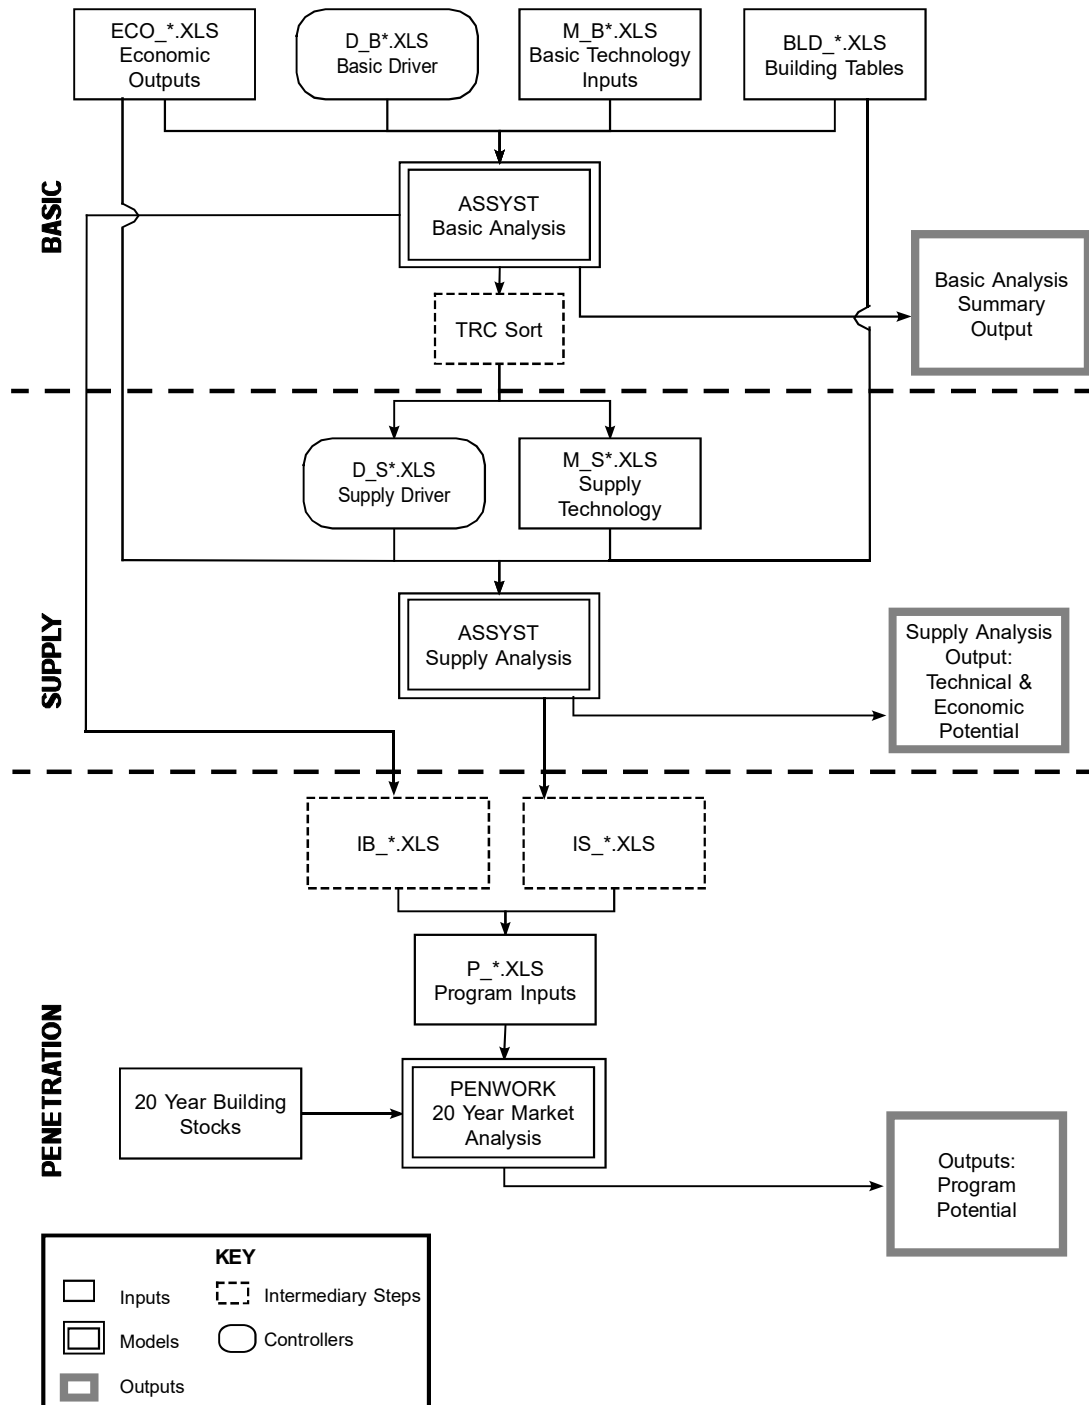 ECO_*.XLS
Economic
Outputs
D_B*.XLS
Basic Driver
M_B*.XLS
Basic Technology
Inputs
BLD_*.XLS
Building Tables
BASIC
ASSYST
Basic Analysis
TRC Sort
Basic Analysis
Summary
Output
D_S*.XLS
Supply Driver
M_S*.XLS
Supply
Technology
SUPPLY
ASSYST
Supply Analysis
Supply Analysis
Output:
Technical &
Economic
Potential
IB_*.XLS
IS_*.XLS
P_*.XLS
Program Inputs
PENETRATION
20 Year Building
Stocks
PENWORK
20 Year Market
Analysis
Outputs:
Program
Potential
KEY
Inputs
Intermediary Steps
Models
Controllers
Outputs